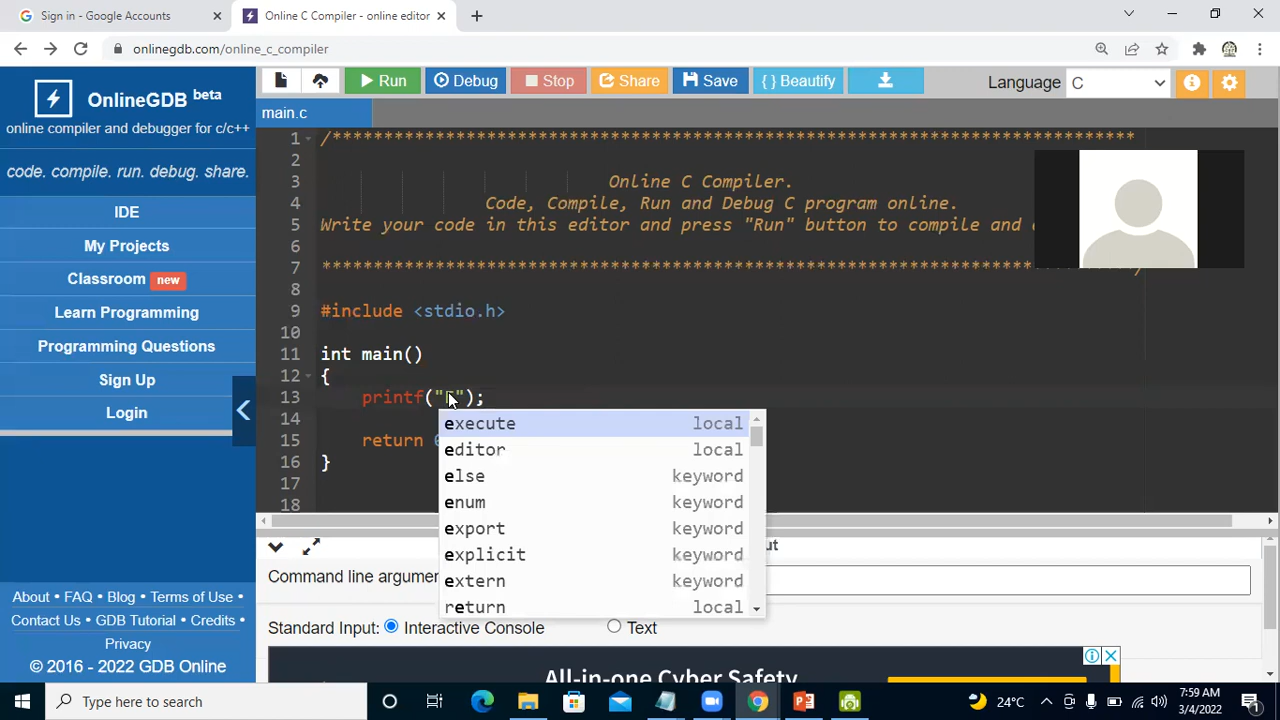 Sign in - Google Accounts
Online C Compiler - online editor
onlinegdb.com/online_c_compiler
OnlineGDB beta
online compiler and debugger for c/c++
code. compile. run. debug. share.
IDE
My Projects
Classroom new
Learn Programming
Programming Questions
Sign Up
Login
About • FAQ • Blog • Terms of Use •
Contact Us • GDB Tutorial • Credits •
Privacy
© 2016 - 2022 GDB Online
Run
Debug
Stop
Share
Save
{ } Beautify
Language C
main.c
1 /******************************************************************************
2
3 Online C Compiler.
4 Code, Compile, Run and Debug C program online.
5 Write your code in this editor and press "Run" button to compile and
6
7 *******************************************************************************/
8
9 #include <stdio.h>
10
11 int main()
12 {
13 printf("E");
14
15 return
16 }
17
18
execute local
editor local
else keyword
enum keyword
export keyword
explicit keyword
extern keyword
return local
Command line argumen
Standard Input: Interactive Console Text
All-in-one Cyber Safety
Type here to search
24°C
7:59 AM
3/4/2022